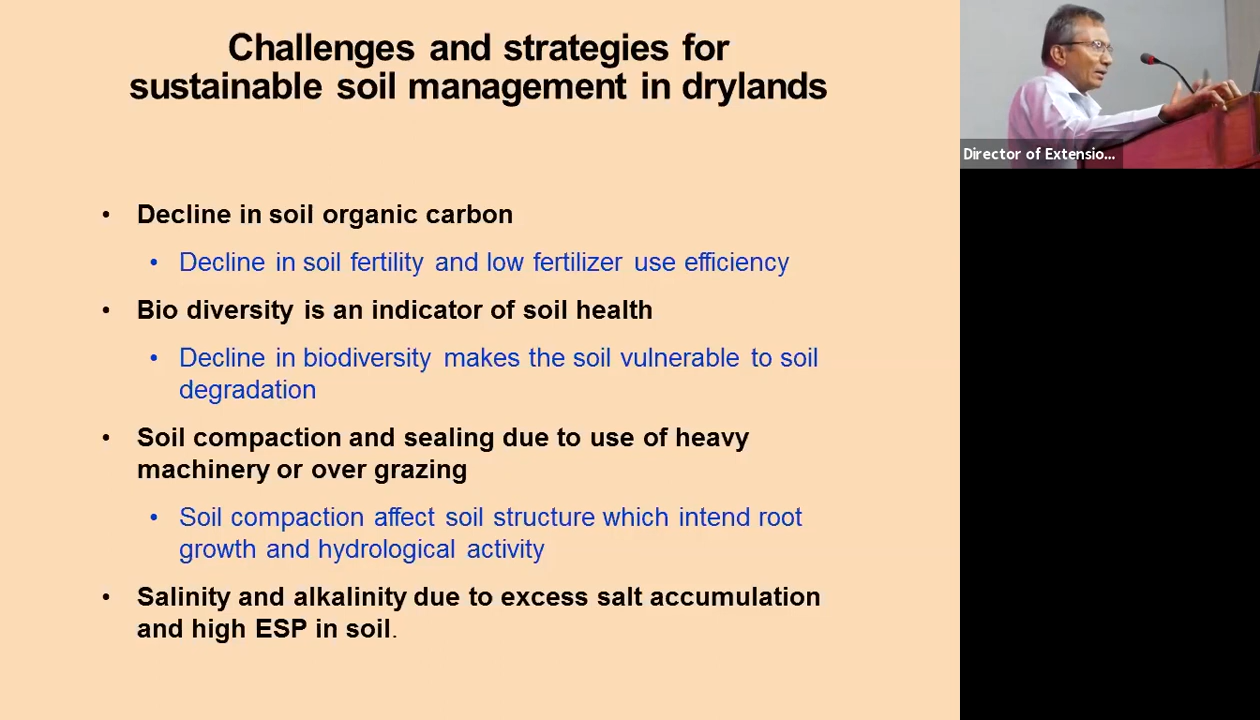 Challenges and strategies for
sustainable soil management in drylands
Director of Extensio...
• Decline in soil organic carbon
• Decline in soil fertility and low fertilizer use efficiency
• Bio diversity is an indicator of soil health
• Decline in biodiversity makes the soil vulnerable to soil
degradation
• Soil compaction and sealing due to use of heavy
machinery or over grazing
• Soil compaction affect soil structure which intend root
growth and hydrological activity
• Salinity and alkalinity due to excess salt accumulation
and high ESP in soil.